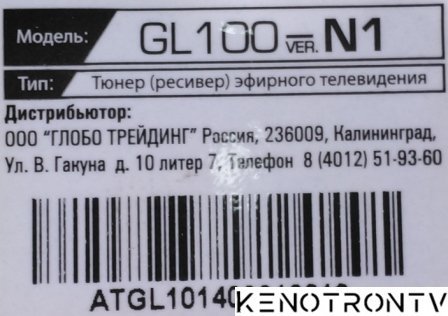 Модель: GL100 VER. N1
Тип: Тюнер (ресивер) эфирного телевидения
Дистрибьютор:
ООО "ГЛОБО ТРЕЙДИНГ" Россия, 236009, Калининград,
Ул. В. Гакуна д. 10 литер 7, Телефон 8 (4012) 51-93-60
KENOTRONTV